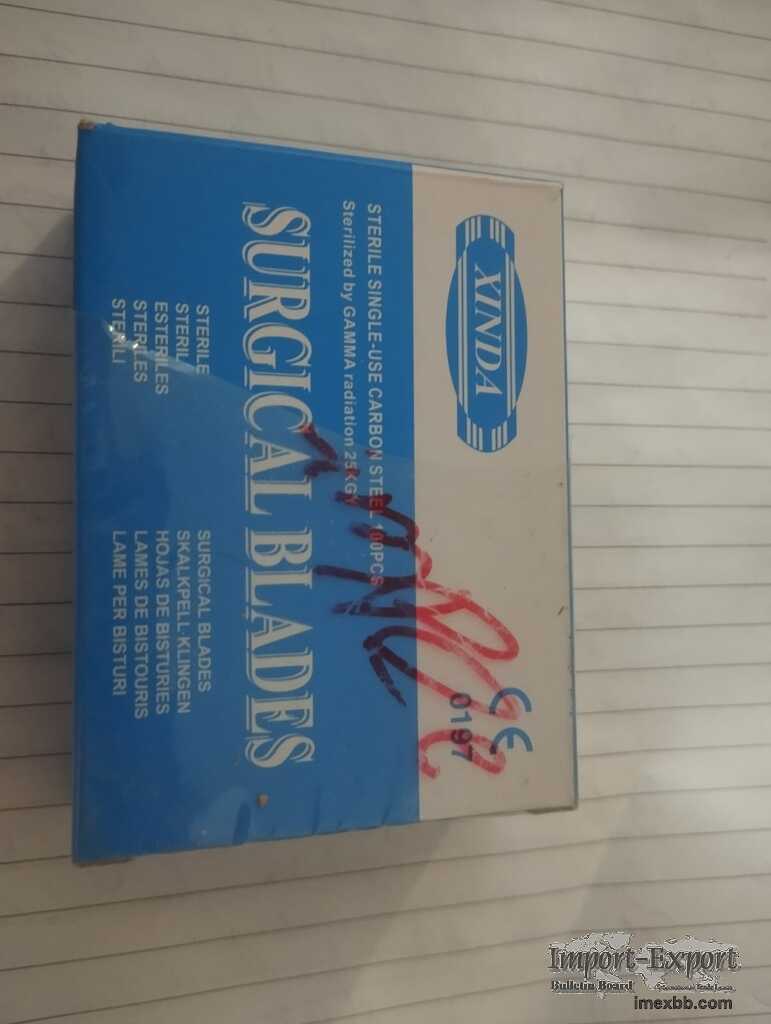 XINDA
CE
0197
STERILE SINGLE-USE CARBON STEEL 100PCS
Sterilized by GAMMA radiation 25KGY
SURGICAL BLADES
STERILE SURGICAL BLADES
STERIL SKALKPELL KLINGEN
ESTERILES HOJAS DE BISTURIES
STERILES LAMES DE BISTOURIS
STERILI LAME PER BISTURI
Import-Export
Bulletin Board
imexbb.com